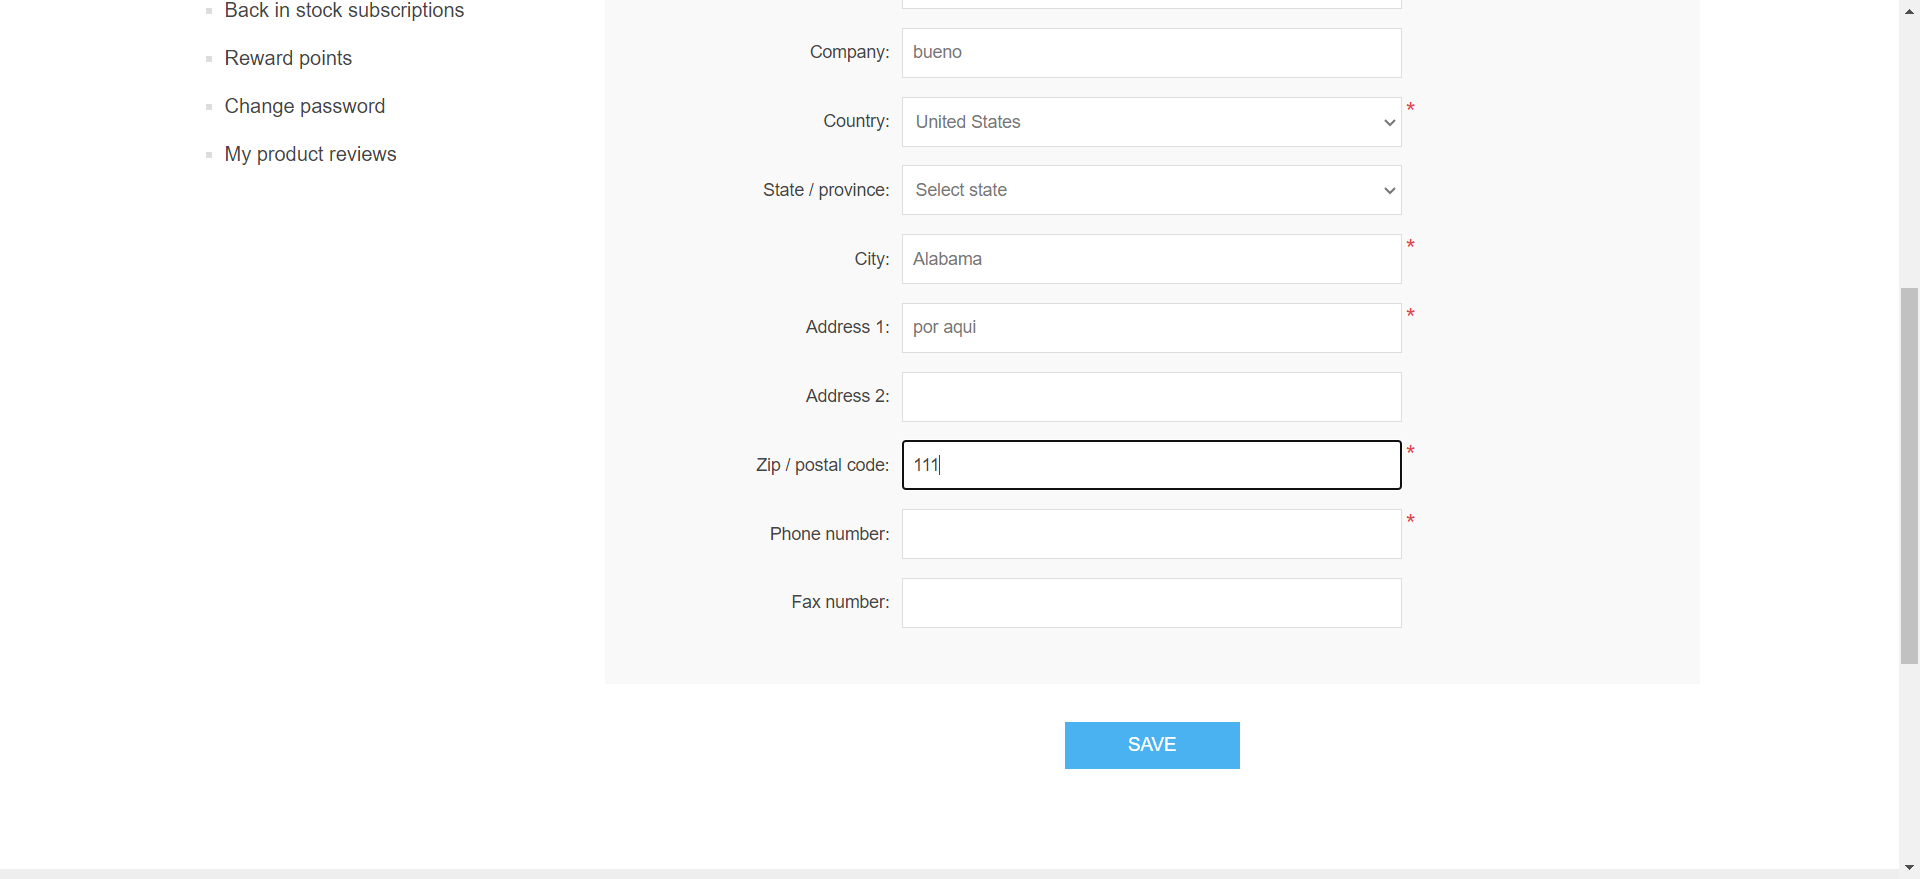 Back in stock subscriptions
Reward points
Change password
My product reviews
Company: bueno
Country: United States *
State / province: Select state
City: Alabama *
Address 1: por aqui *
Address 2:
Zip / postal code: 111 *
Phone number: *
Fax number:
SAVE